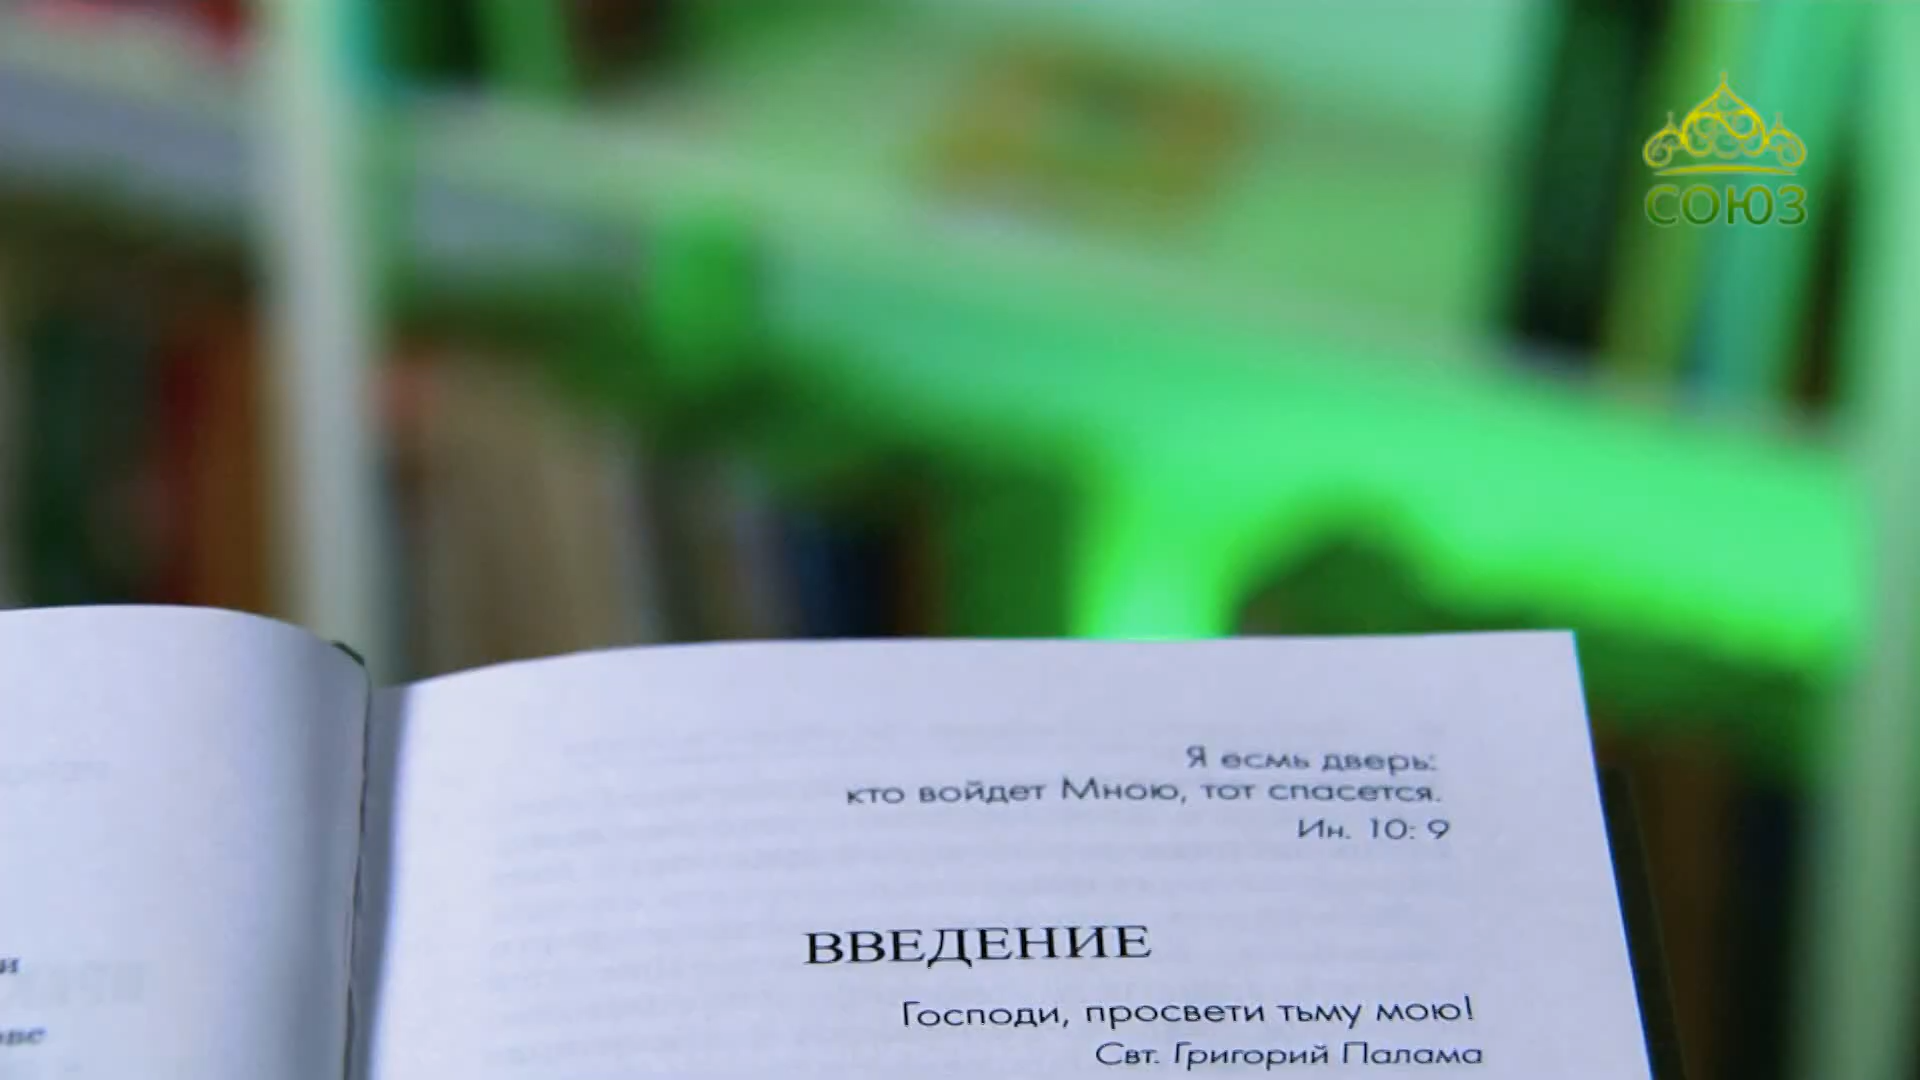 СОЮЗ
Я есмь дверь:
кто войдет Мною, тот спасется.
Ин. 10: 9
ВВЕДЕНИЕ
Господи, просвети тьму мою!
Свт. Григорий Палама